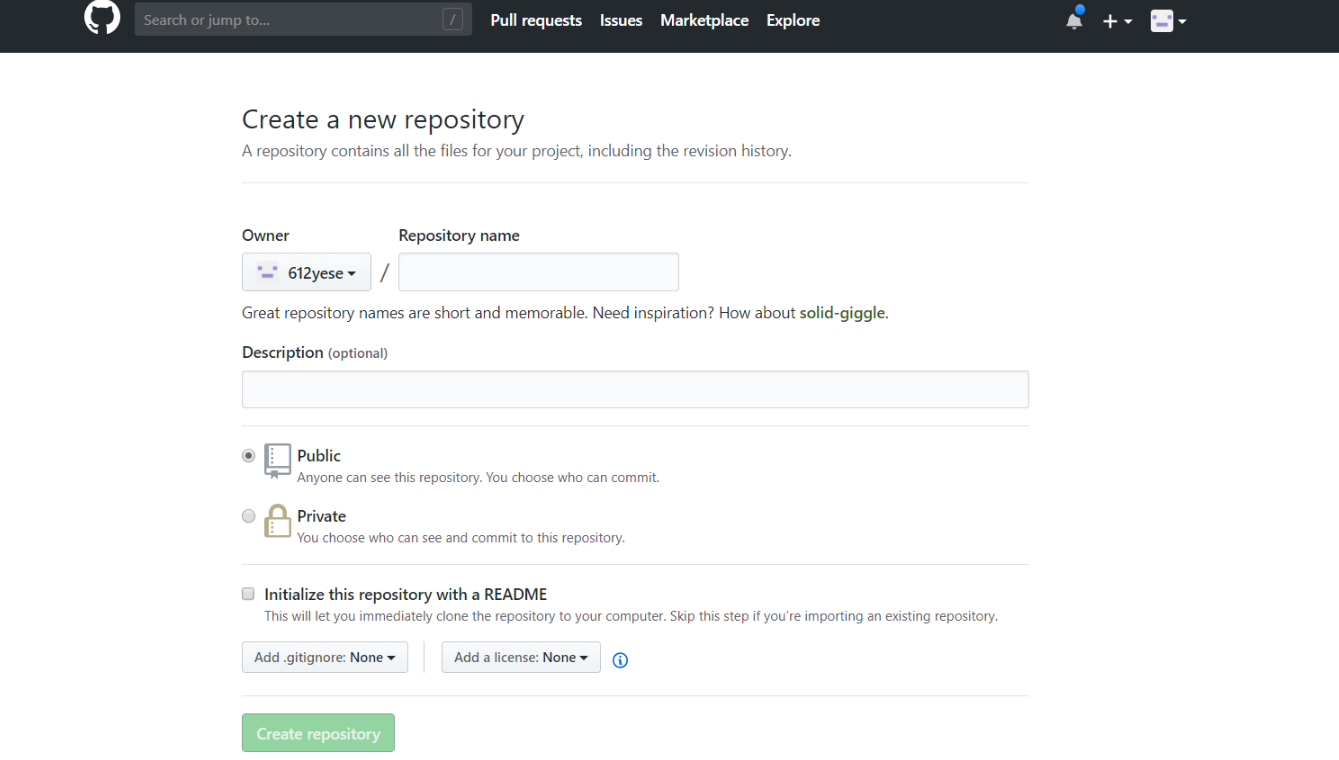 Search or jump to... /
Pull requests Issues Marketplace Explore
Create a new repository
A repository contains all the files for your project, including the revision history.
Owner Repository name
612yese /
Great repository names are short and memorable. Need inspiration? How about solid-giggle.
Description (optional)
Public
Anyone can see this repository. You choose who can commit.
Private
You choose who can see and commit to this repository.
Initialize this repository with a README
This will let you immediately clone the repository to your computer. Skip this step if you’re importing an existing repository.
Add .gitignore: None Add a license: None
Create repository